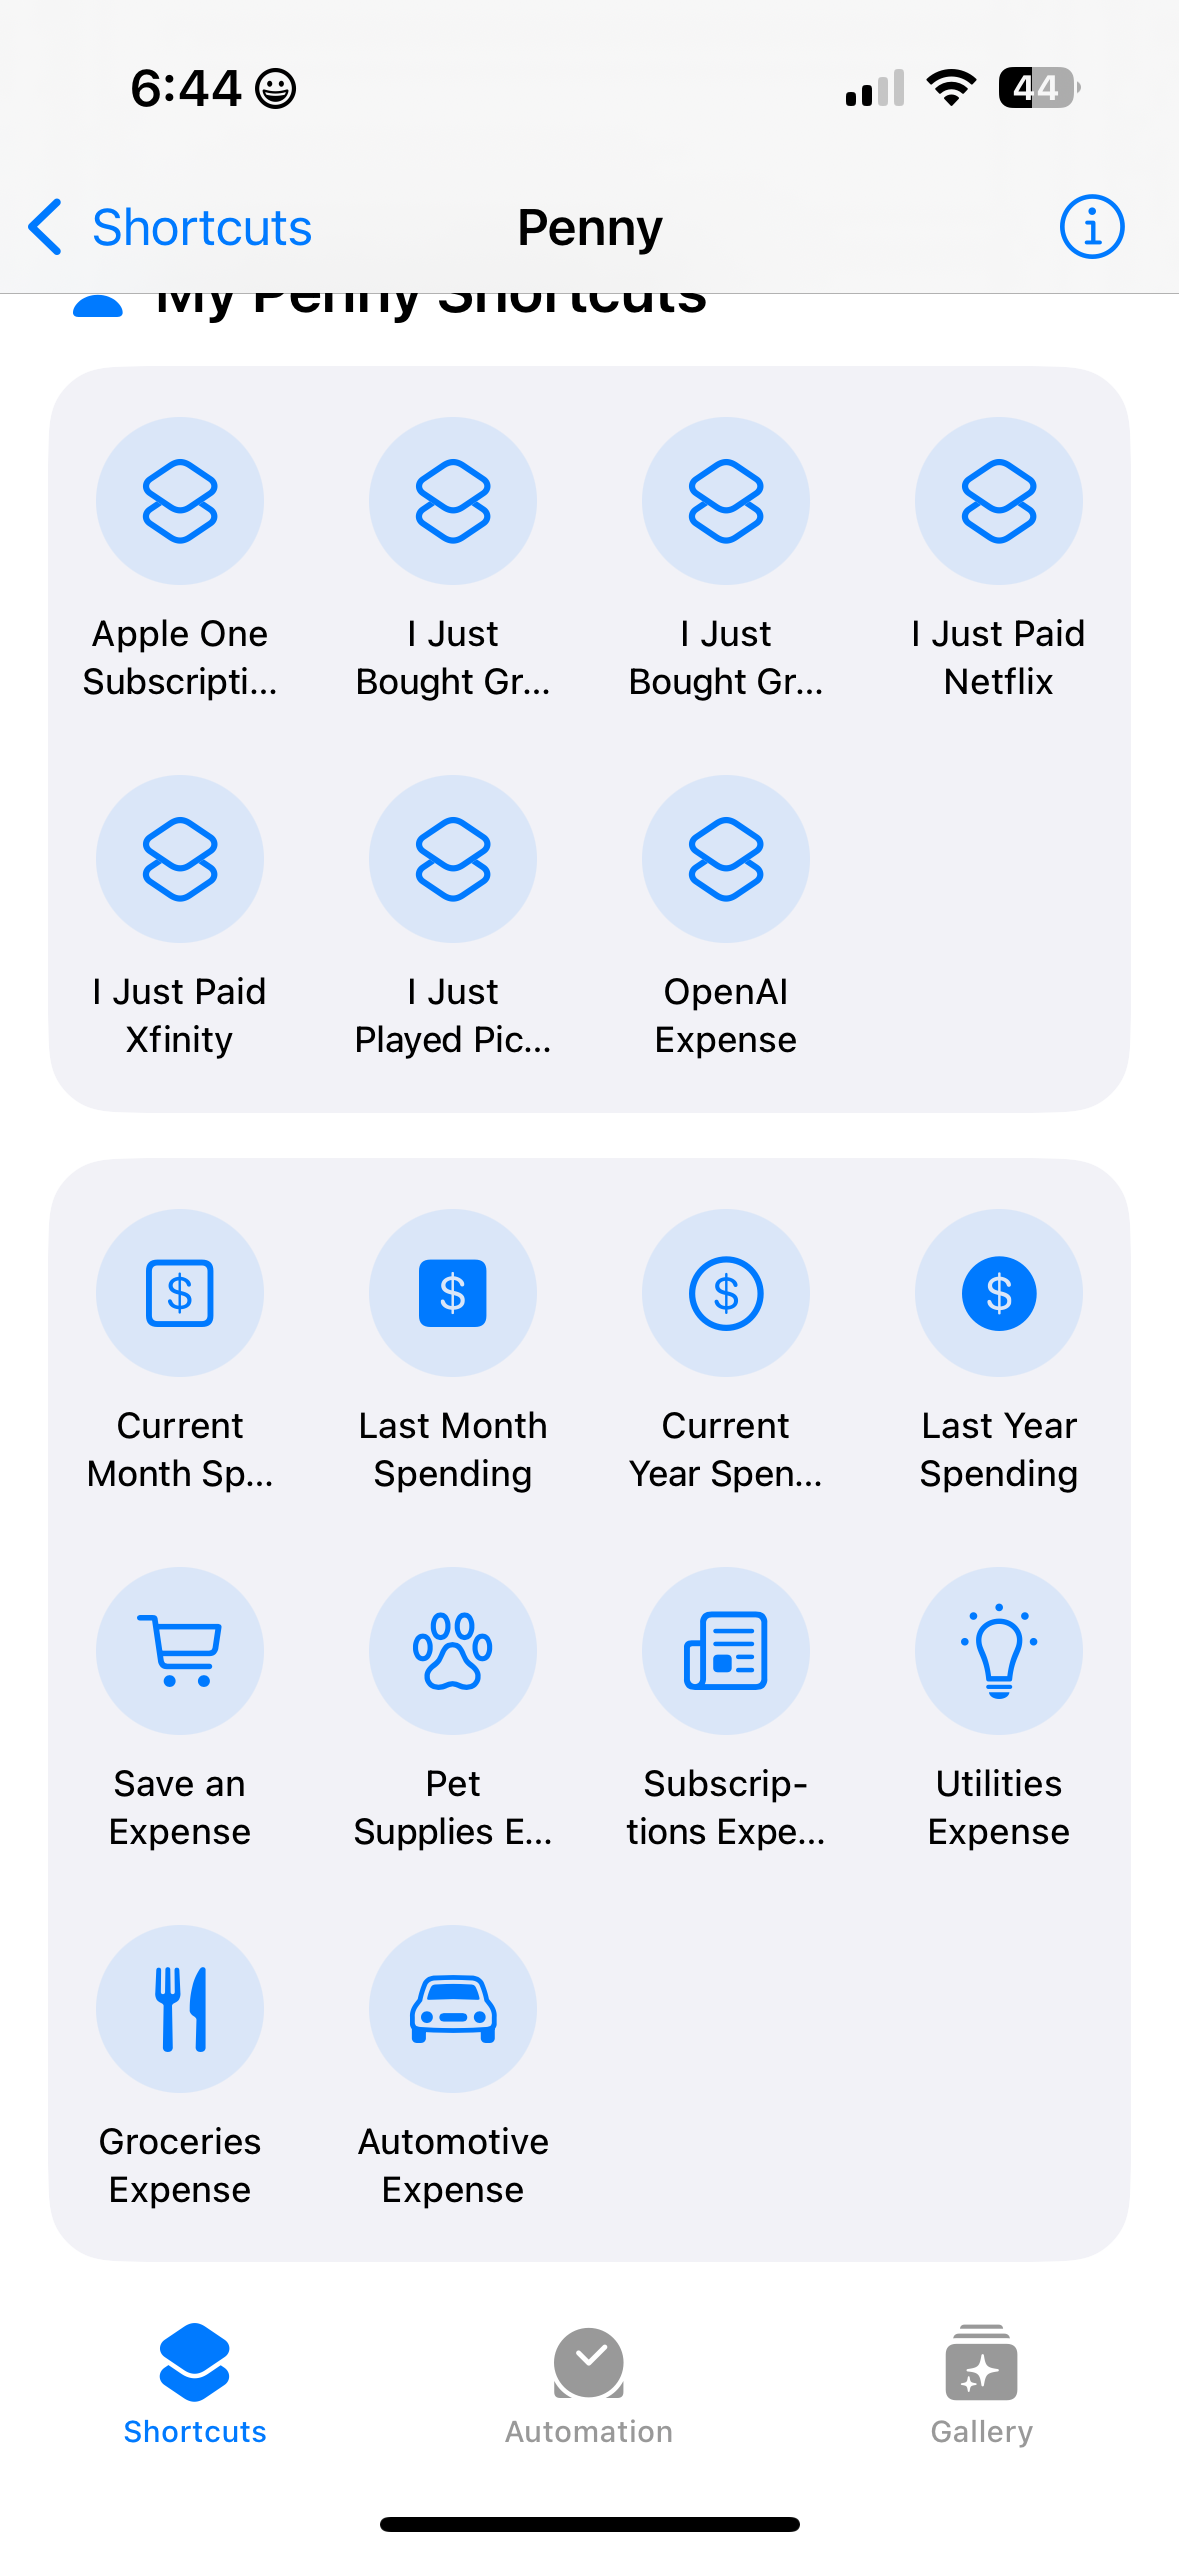 6:44
44
Shortcuts
Penny
My Penny Shortcuts
Apple One
Subscripti...
I Just
Bought Gr...
I Just
Bought Gr...
I Just Paid
Netflix
I Just Paid
Xfinity
I Just
Played Pic...
OpenAI
Expense
$
$
$
$
Current
Month Sp...
Last Month
Spending
Current
Year Spen...
Last Year
Spending
Save an
Expense
Pet
Supplies E...
Subscrip-
tions Expe...
Utilities
Expense
Groceries
Expense
Automotive
Expense
Shortcuts
Automation
Gallery